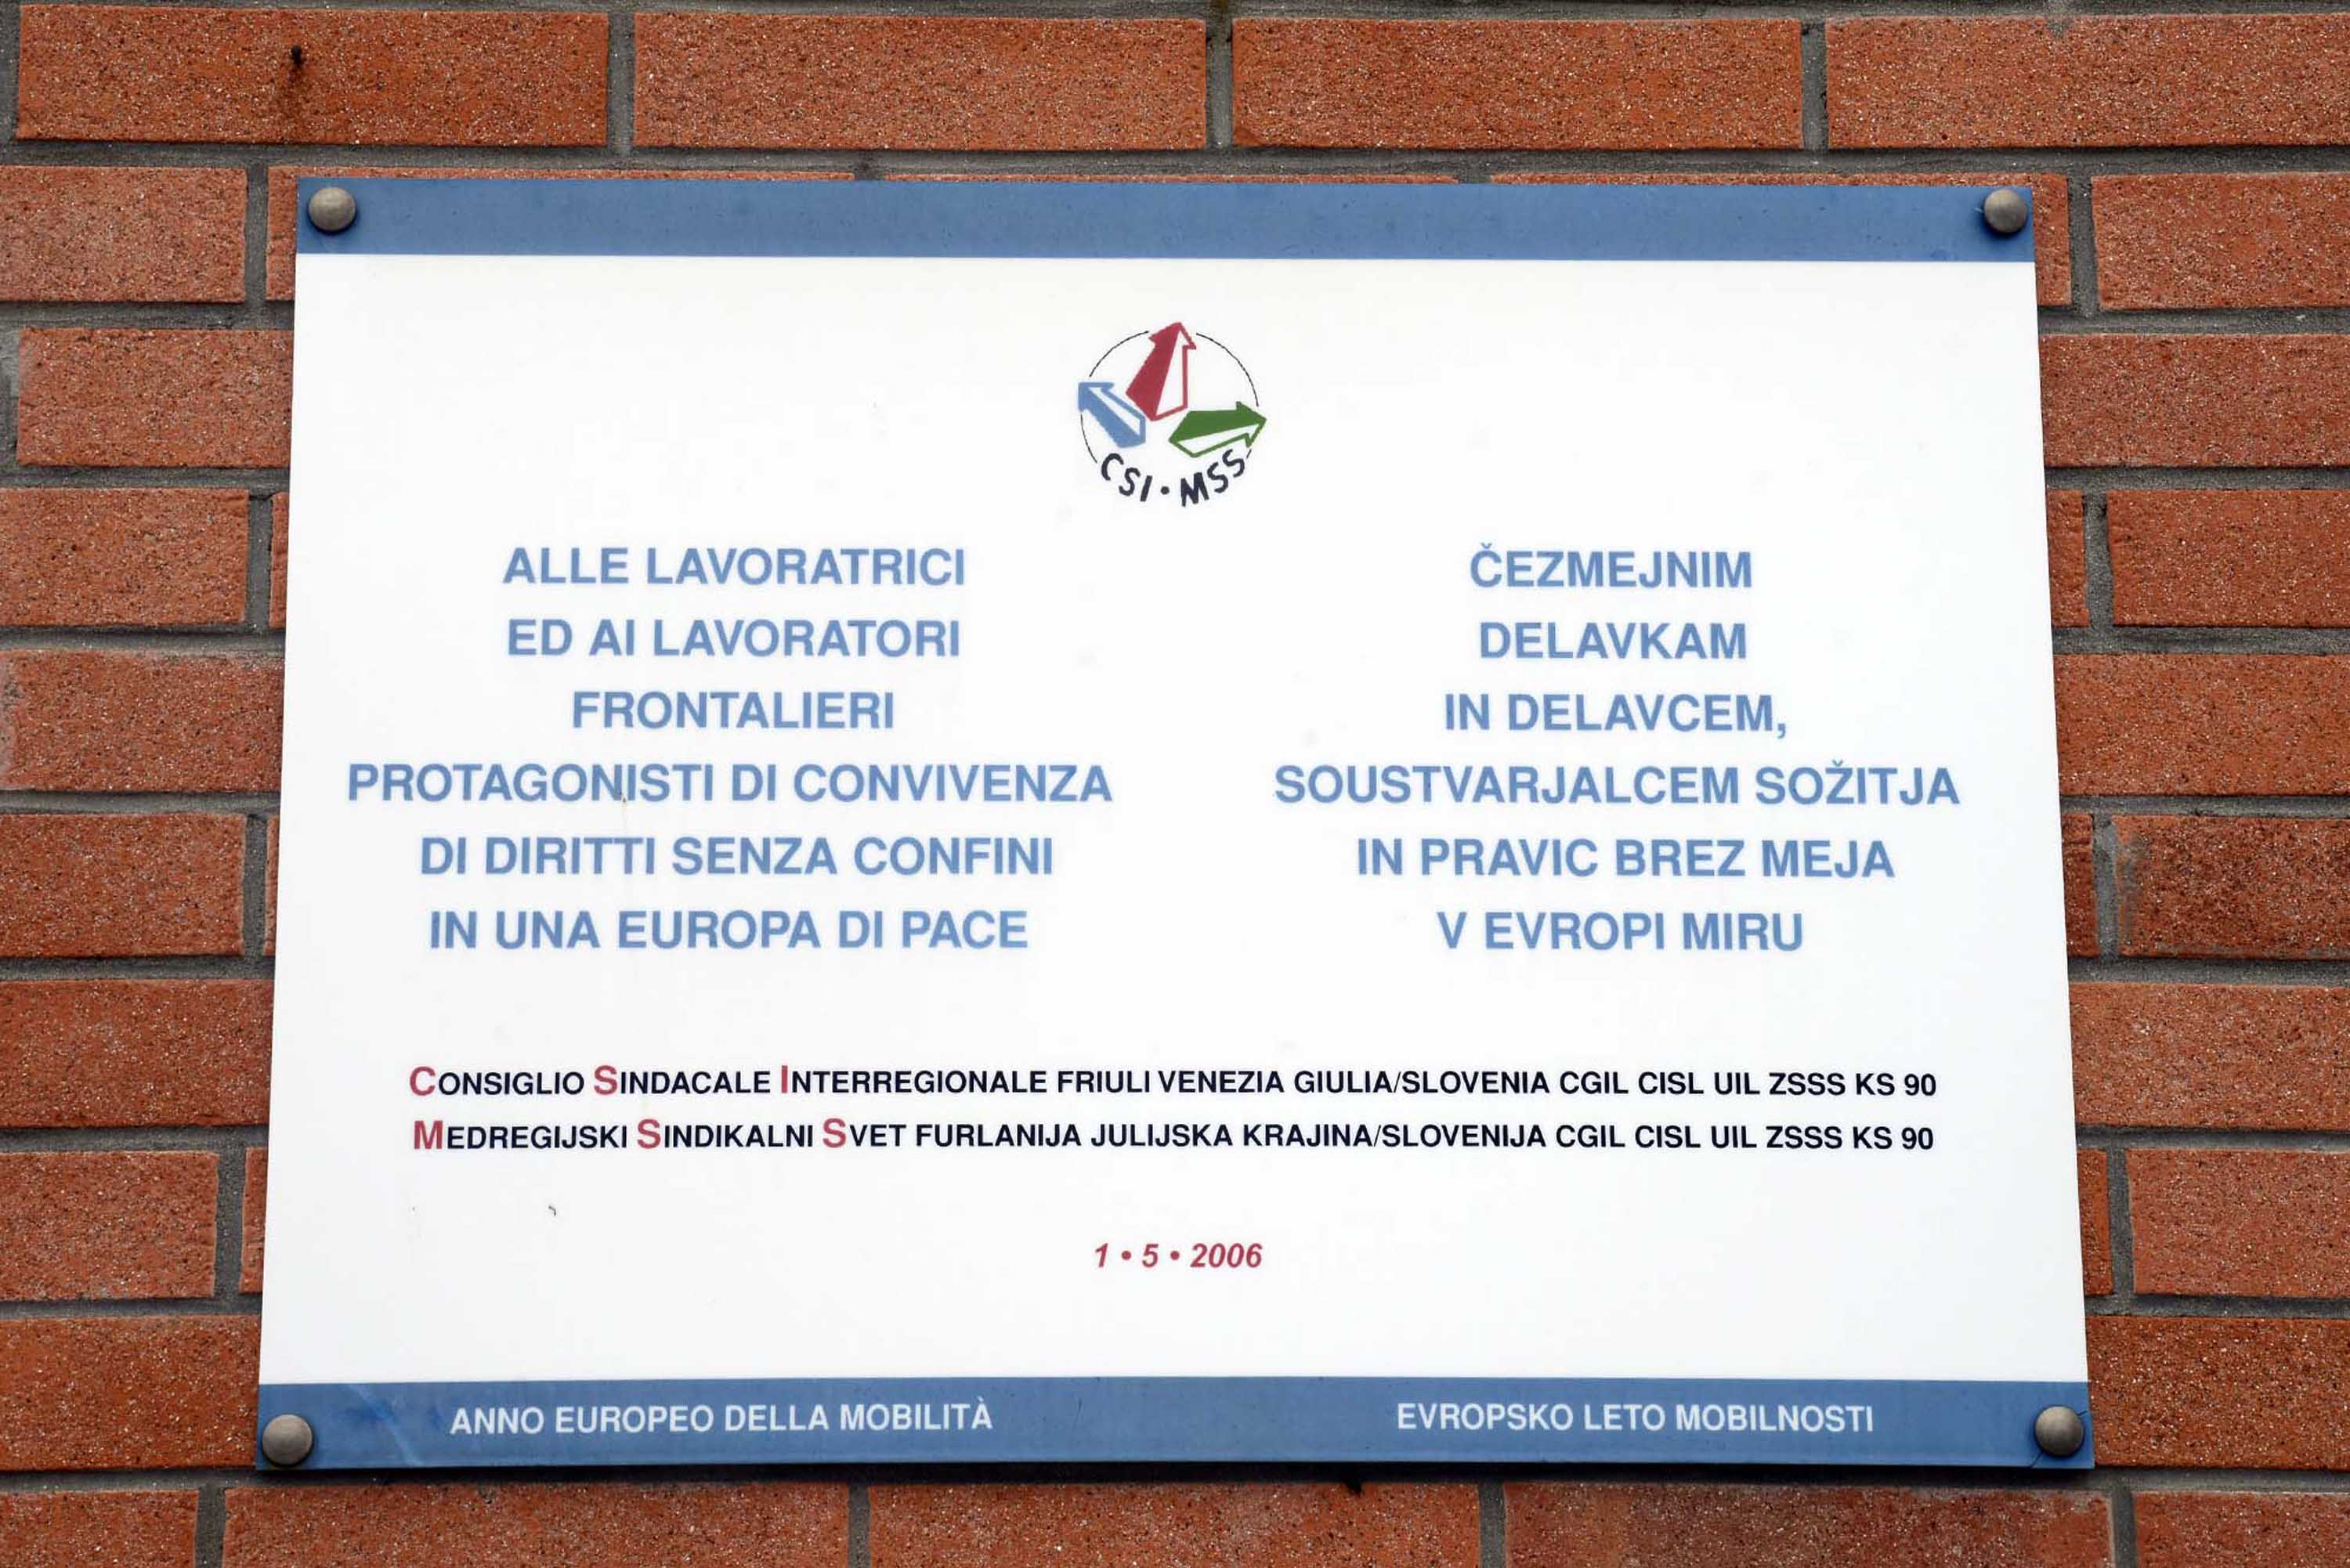 CSI • MSS
ALLE LAVORATRICI
ED AI LAVORATORI
FRONTALIERI
PROTAGONISTI DI CONVIVENZA
DI DIRITTI SENZA CONFINI
IN UNA EUROPA DI PACE
ČEZMEJNIM
DELAVKAM
IN DELAVCEM,
SOUSTVARJALCEM SOŽITJA
IN PRAVIC BREZ MEJA
V EVROPI MIRU
CONSIGLIO SINDACALE INTERREGIONALE FRIULI VENEZIA GIULIA/SLOVENIA CGIL CISL UIL ZSSS KS 90
MEDREGIJSKI SINDIKALNI SVET FURLANIJA JULIJSKA KRAJINA/SLOVENIJA CGIL CISL UIL ZSSS KS 90
1 • 5 • 2006
ANNO EUROPEO DELLA MOBILITÀ
EVROPSKO LETO MOBILNOSTI